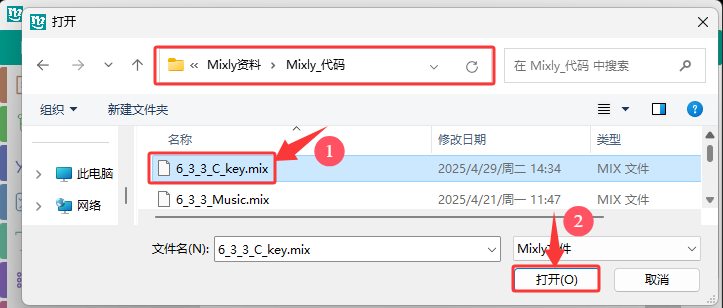 打开
« Mixly资料 › Mixly_代码
在 Mixly_代码 中搜索
组织
新建文件夹
名称
修改日期
类型
1
此电脑
6_3_3_C_key.mix
2025/4/29/周二 14:34
MIX 文件
网络
6_3_3_Music.mix
2025/4/21/周一 11:47
MIX 文件
2
文件名(N):
6_3_3_C_key.mix
Mixly文件
打开(O)
取消